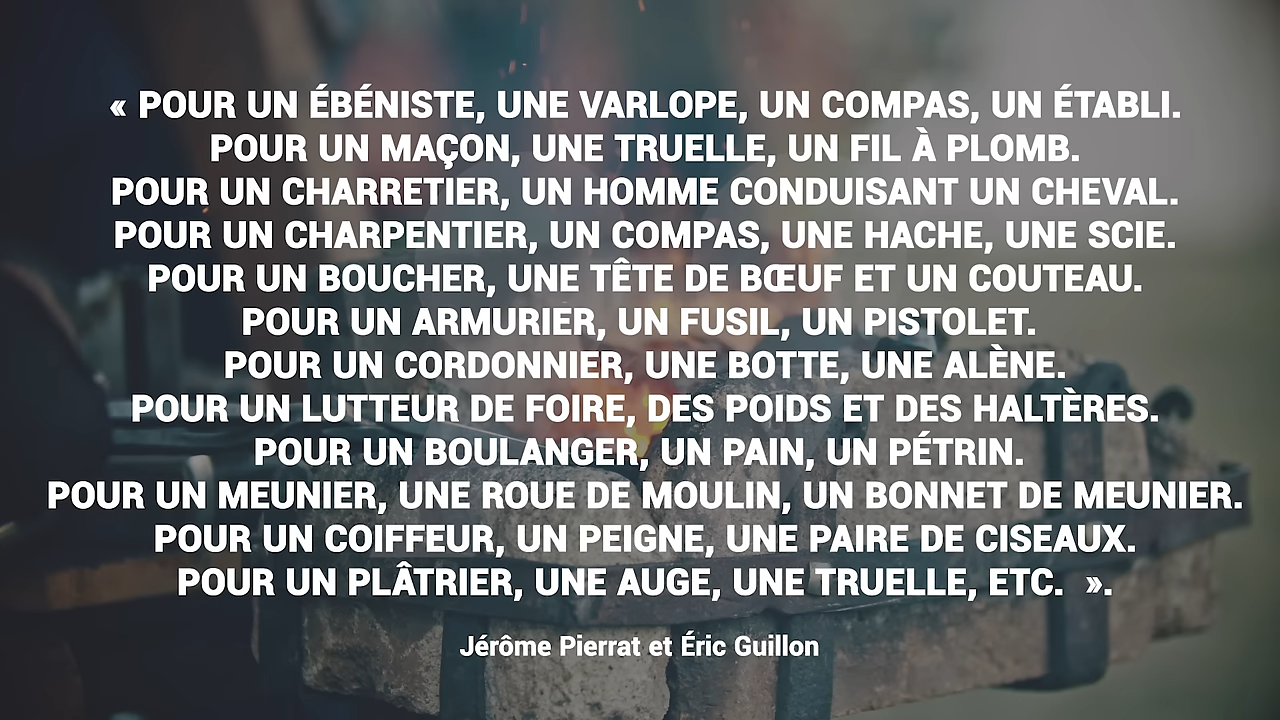 « POUR UN ÉBÉNISTE, UNE VARLOPE, UN COMPAS, UN ÉTABLI.
POUR UN MAÇON, UNE TRUELLE, UN FIL À PLOMB.
POUR UN CHARRETIER, UN HOMME CONDUISANT UN CHEVAL.
POUR UN CHARPENTIER, UN COMPAS, UNE HACHE, UNE SCIE.
POUR UN BOUCHER, UNE TÊTE DE BŒUF ET UN COUTEAU.
POUR UN ARMURIER, UN FUSIL, UN PISTOLET.
POUR UN CORDONNIER, UNE BOTTE, UNE ALÈNE.
POUR UN LUTTEUR DE FOIRE, DES POIDS ET DES HALTÈRES.
POUR UN BOULANGER, UN PAIN, UN PÉTRIN.
POUR UN MEUNIER, UNE ROUE DE MOULIN, UN BONNET DE MEUNIER.
POUR UN COIFFEUR, UN PEIGNE, UNE PAIRE DE CISEAUX.
POUR UN PLÂTRIER, UNE AUGE, UNE TRUELLE, ETC. ».
Jérôme Pierrat et Éric Guillon